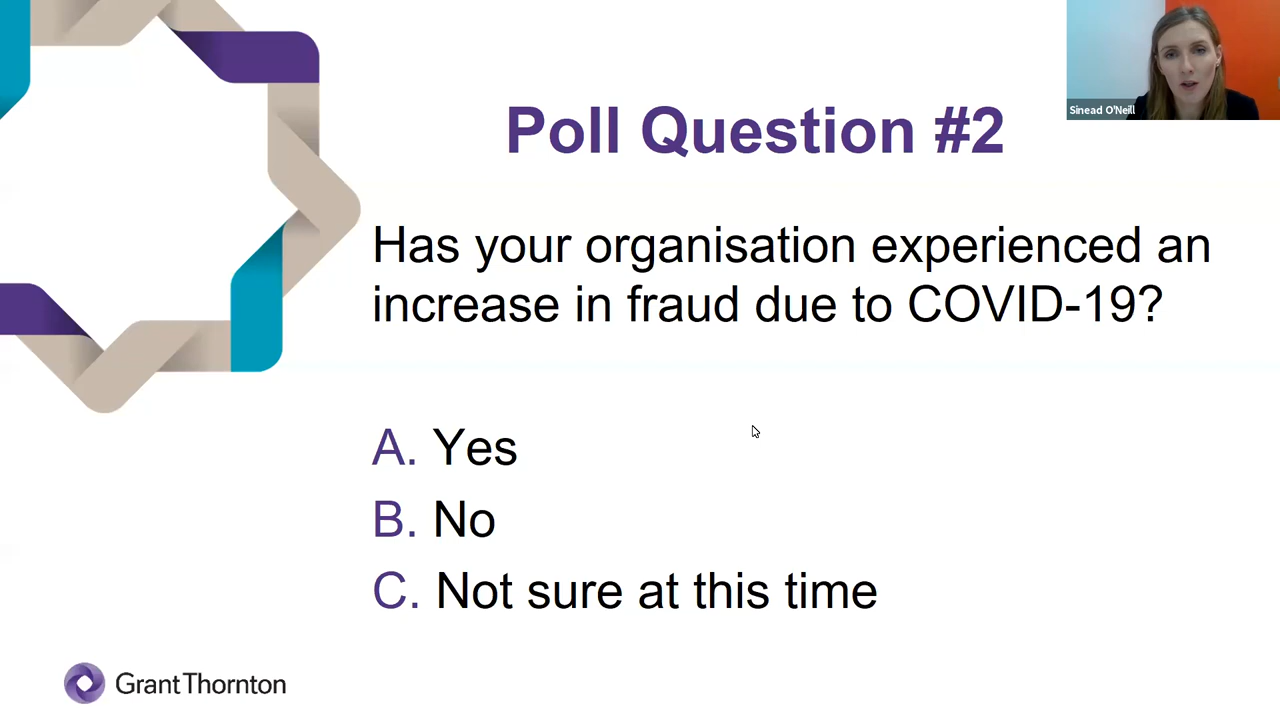 Sinead O'Neill
Poll Question #2
Has your organisation experienced an
increase in fraud due to COVID-19?
A. Yes
B. No
C. Not sure at this time
Grant Thornton